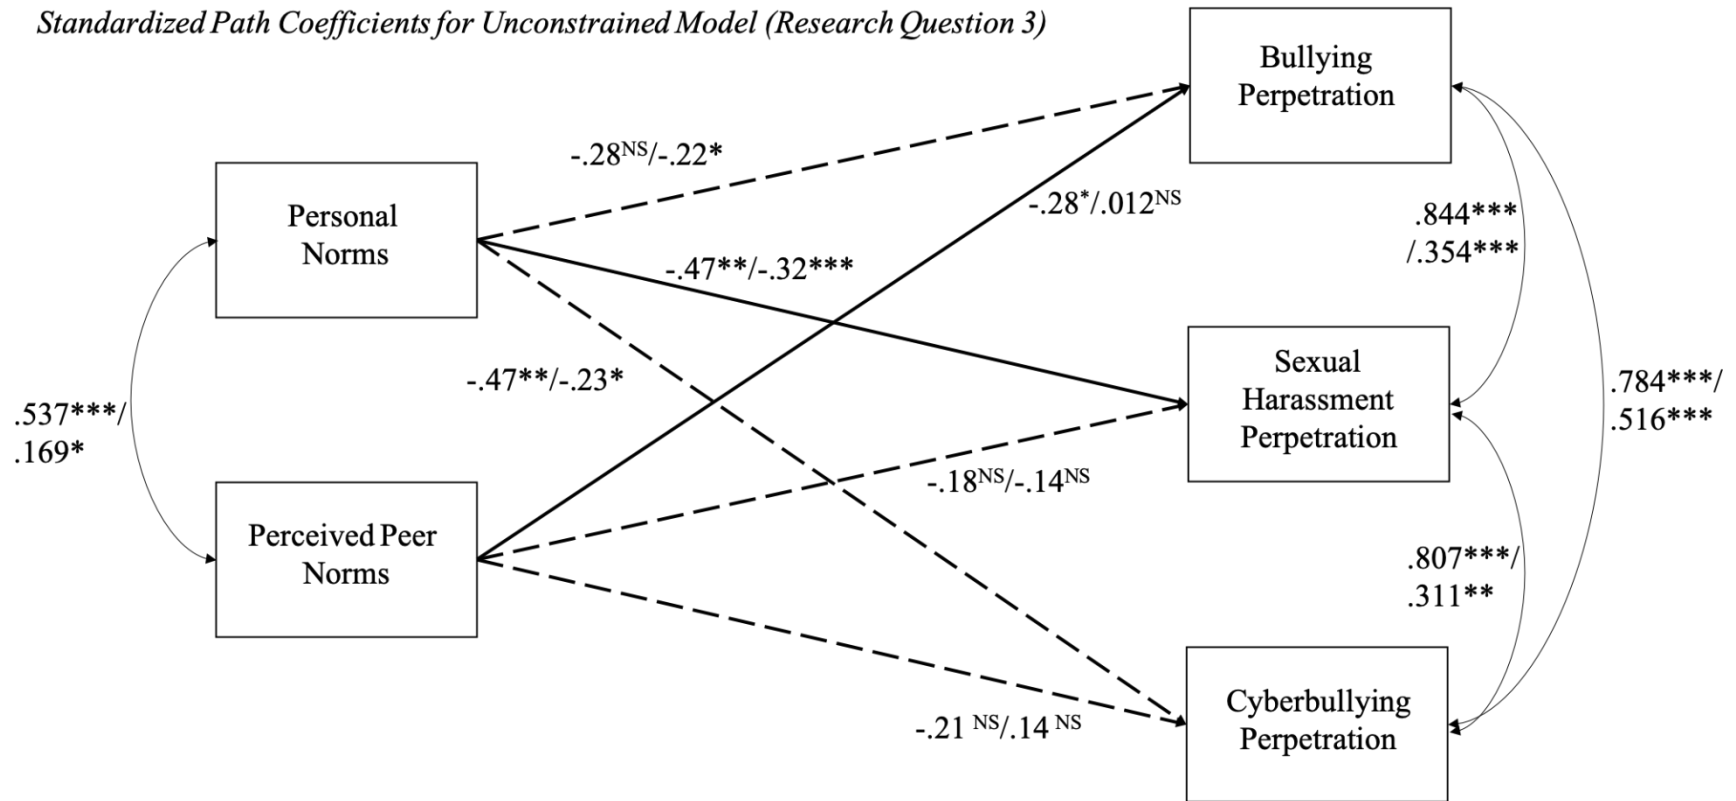 Standardized Path Coefficients for Unconstrained Model (Research Question 3)
Bullying
Perpetration
-.28NS/-.22*
Personal
Norms
-.28*/.012NS
.844***
/.354***
-.47**/-.32***
Sexual
Harassment
Perpetration
-.47**/-.23*
.784***/
.516***
.537***/
.169*
-.18NS/-.14NS
Perceived Peer
Norms
.807***/
.311**
Cyberbullying
Perpetration
-.21 NS/.14 NS